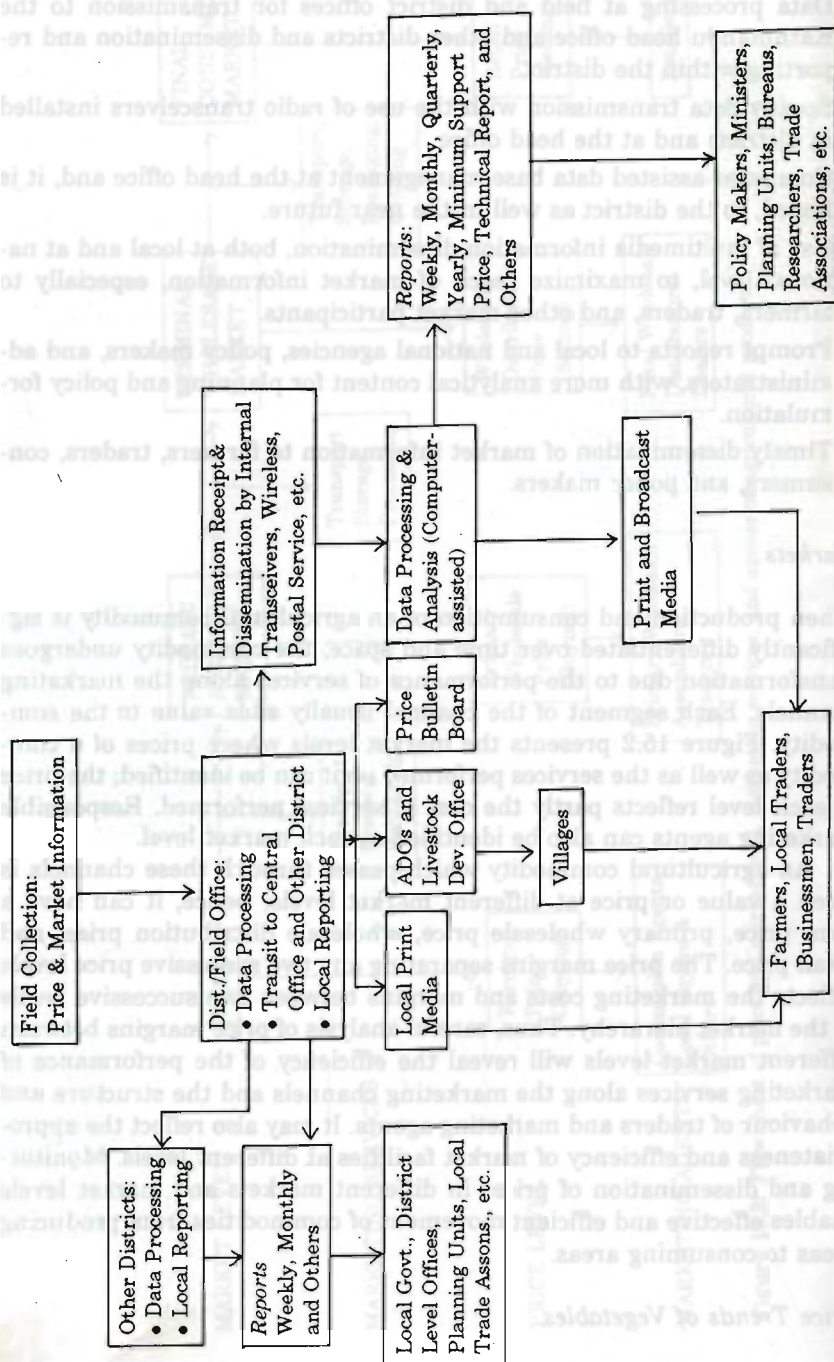 Field Collection:
Price & Market Information
Other Districts:
• Data Processing
• Local Reporting
Dist./Field Office:
• Data Processing
• Transit to Central
Office and Other District
• Local Reporting
Information Receipt&
Dissemination by Internal
Transceivers, Wireless,
Postal Service, etc.
Reports
Weekly, Monthly
and Others
Local Print
Media
ADOs and
Livestock
Dev. Office
Price
Bulletin
Board
Data Processing &
Analysis (Computer-
assisted)
Reports:
Weekly, Monthly, Quarterly,
Yearly, Minimum Support
Price, Technical Report, and
Others
Local Govt., District
Level Offices,
Planning Units, Local
Trade Assons., etc.
Villages
Print and Broadcast
Media
Farmers, Local Traders,
Businessmen, Traders
Policy Makers, Ministers,
Planning Units, Bureaus,
Researchers, Trade
Associations, etc.